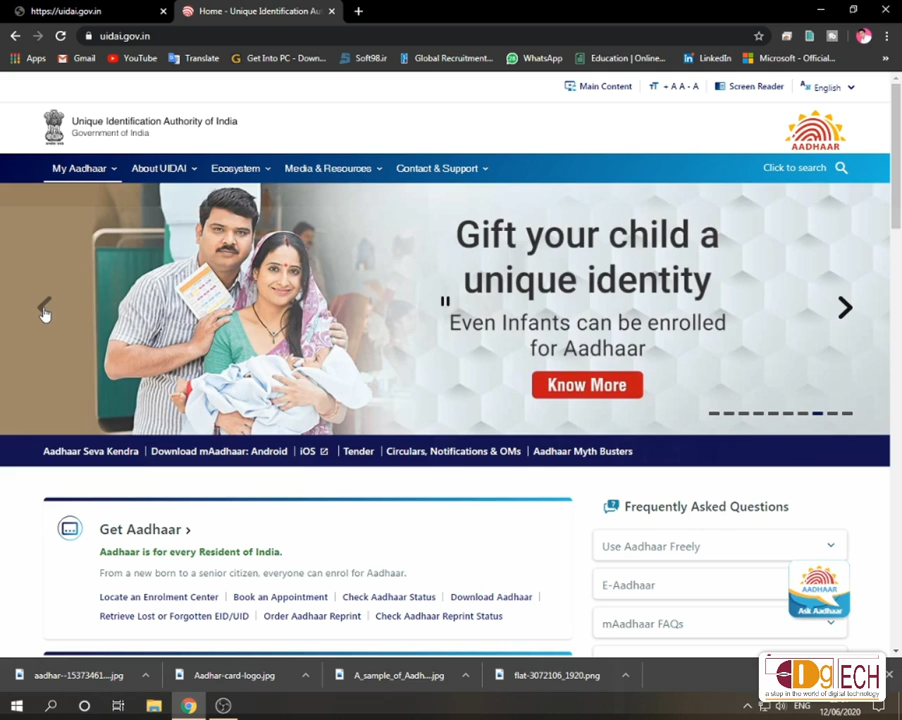 https://uidai.gov.in
Home - Unique Identification Au
uidai.gov.in
Apps
Gmail
YouTube
Translate
Get Into PC - Down...
Soft98.ir
Global Recruitment...
WhatsApp
Education | Online...
LinkedIn
Microsoft - Official...
Main Content
+ A A - A
Screen Reader
English
Unique Identification Authority of India
Government of India
AADHAAR
My Aadhaar
About UIDAI
Ecosystem
Media & Resources
Contact & Support
Click to search
Gift your child a
unique identity
Even Infants can be enrolled
for Aadhaar
Know More
Aadhaar Seva Kendra | Download mAadhaar: Android | iOS | Tender | Circulars, Notifications & OMs | Aadhaar Myth Busters
Get Aadhaar ›
Aadhaar is for every Resident of India.
From a new born to a senior citizen, everyone can enrol for Aadhaar.
Locate an Enrolment Center | Book an Appointment | Check Aadhaar Status | Download Aadhaar |
Retrieve Lost or Forgotten EID/UID | Order Aadhaar Reprint | Check Aadhaar Reprint Status
Frequently Asked Questions
Use Aadhaar Freely
E-Aadhaar
mAadhaar FAQs
AADHAAR
Ask Aadhaar
aadhar--15373461....jpg
Aadhar-card-logo.jpg
A_sample_of_Aadh....jpg
flat-3072106_1920.png
EDgTECH
a step in the world of digital technology
ENG
12/06/2020